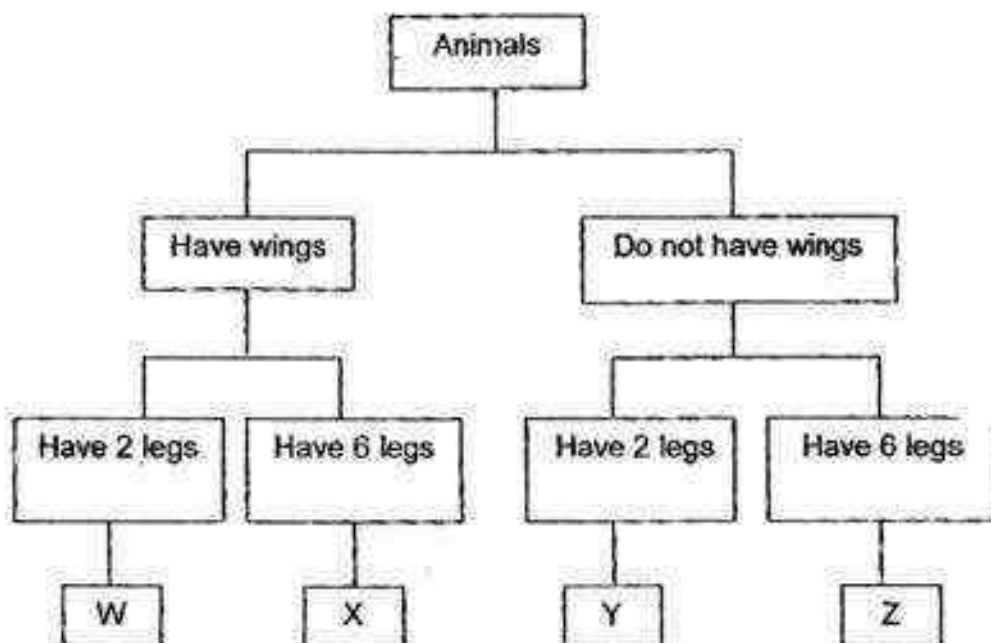 Animals
Have wings
Do not have wings
Have 2 legs
Have 6 legs
Have 2 legs
Have 6 legs
W
X
Y
Z